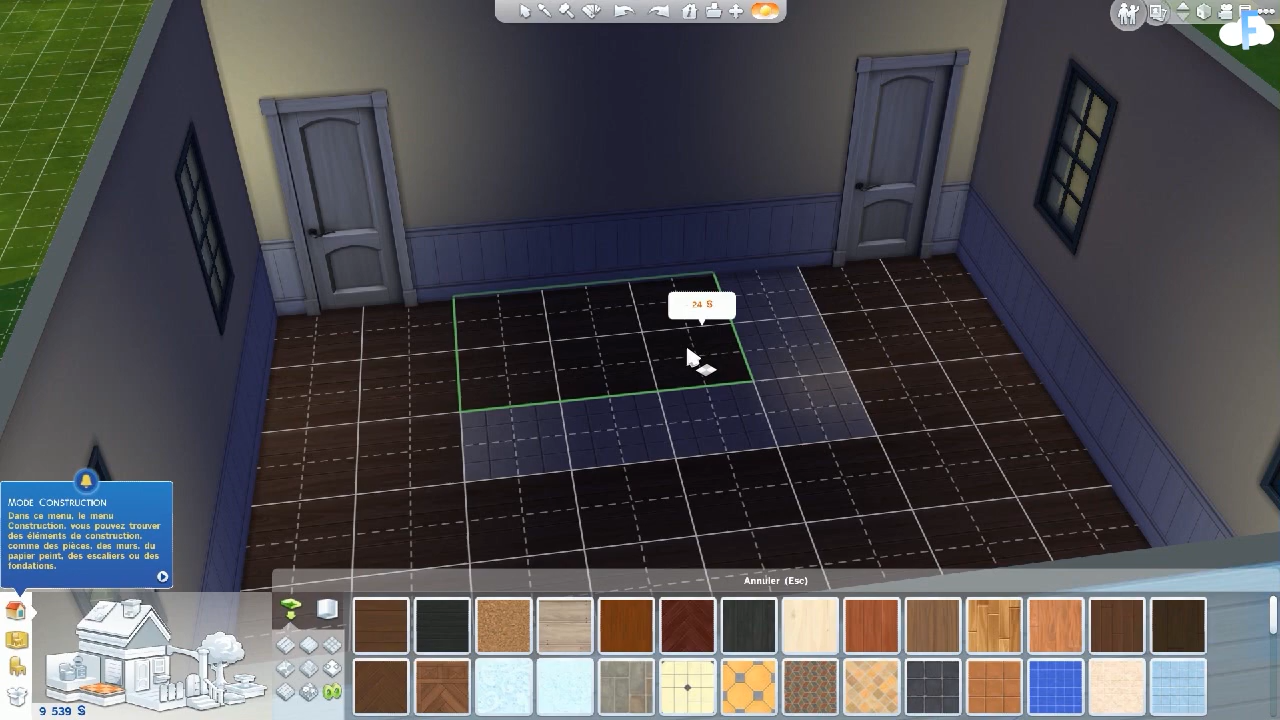 F
24 §
MODE CONSTRUCTION
Dans ce menu, le menu
Construction, vous pouvez trouver
des éléments de construction,
comme des pièces, des murs, du
papier peint, des escaliers ou des
fondations.
Annuler (Esc)
9 539 §